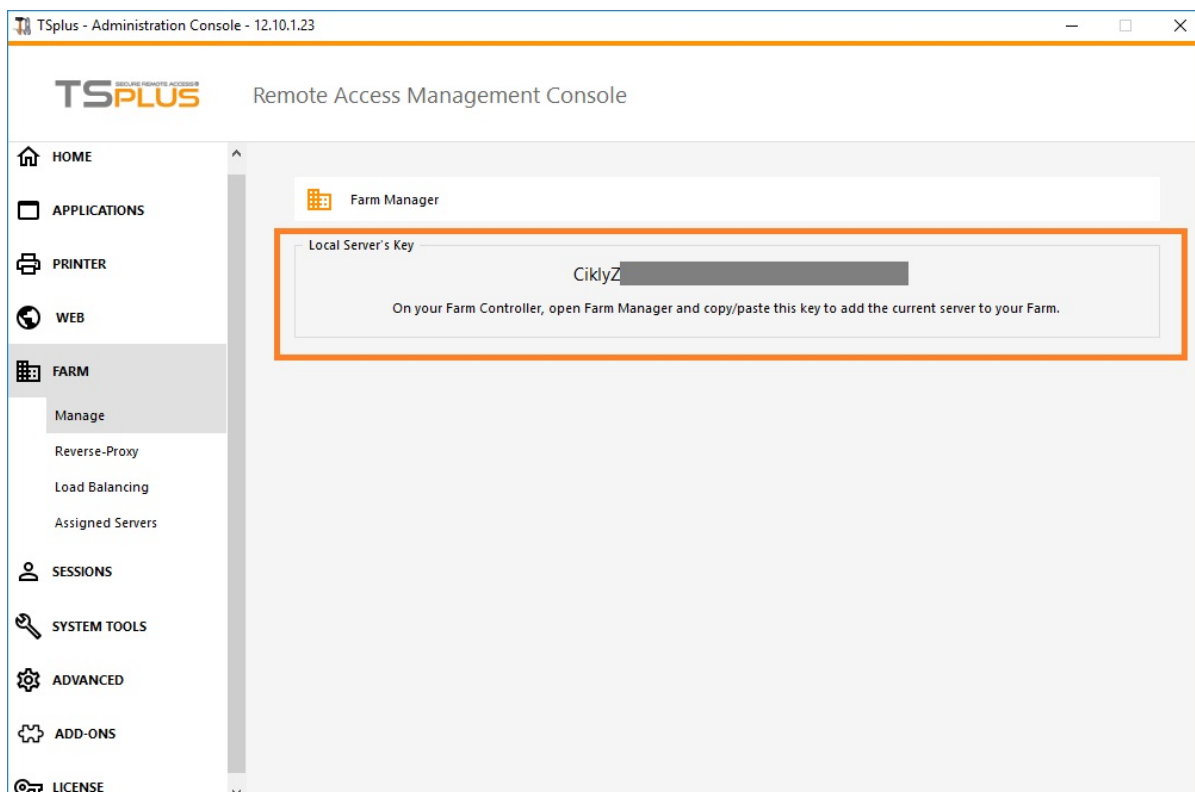 TSplus - Administration Console - 12.10.1.23
TSPLUS SECURE REMOTE ACCESS
Remote Access Management Console
HOME
APPLICATIONS
PRINTER
WEB
FARM
Manage
Reverse-Proxy
Load Balancing
Assigned Servers
SESSIONS
SYSTEM TOOLS
ADVANCED
ADD-ONS
LICENSE
Farm Manager
Local Server's Key
CiklyZ
On your Farm Controller, open Farm Manager and copy/paste this key to add the current server to your Farm.